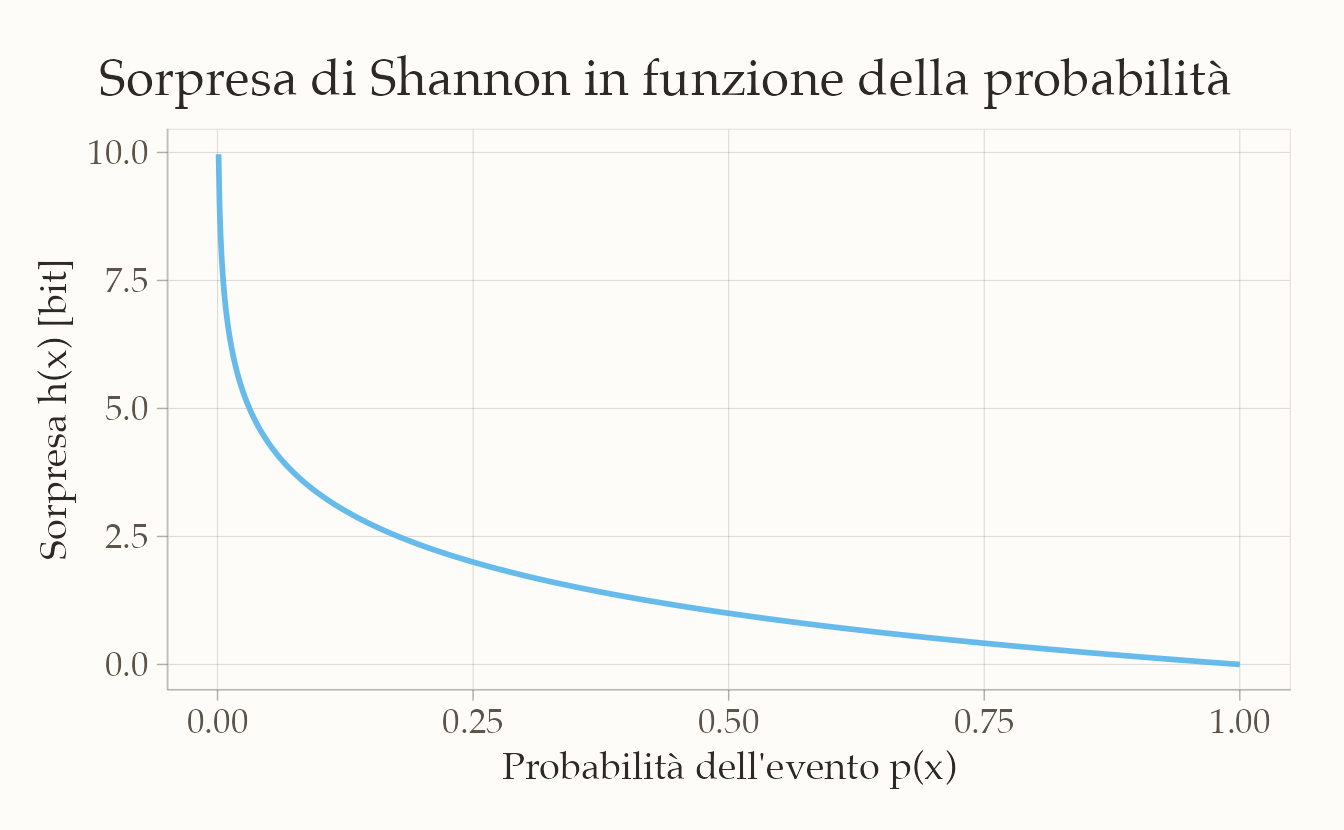 Sorpresa di Shannon in funzione della probabilità
10.0
7.5
5.0
2.5
0.0
Sorpresa h(x) [bit]
0.00 0.25 0.50 0.75 1.00
Probabilità dell'evento p(x)